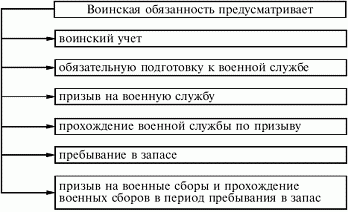 Воинская обязанность предусматривает
воинский учет
обязательную подготовку к военной службе
призыв на военную службу
прохождение военной службы по призыву
пребывание в запасе
призыв на военные сборы и прохождение
военных сборов в период пребывания в запас